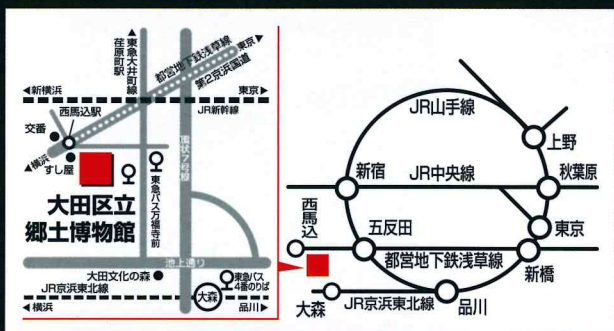 ▲東急大井町線
荏原町駅
都営地下鉄浅草線
東京▶
第2京浜国道
◀新横浜
東京▶
西馬込駅
JR新幹線
交番
◀横浜
すし屋
環状7号線
東急バス万福寺前
大田区立
郷土博物館
池上通り
大田文化の森
東急バス
4番のりば
JR京浜東北線
大森
◀横浜
品川▶
JR山手線
上野
新宿
JR中央線
秋葉原
西馬込
五反田
東京
都営地下鉄浅草線
新橋
大森
JR京浜東北線
品川